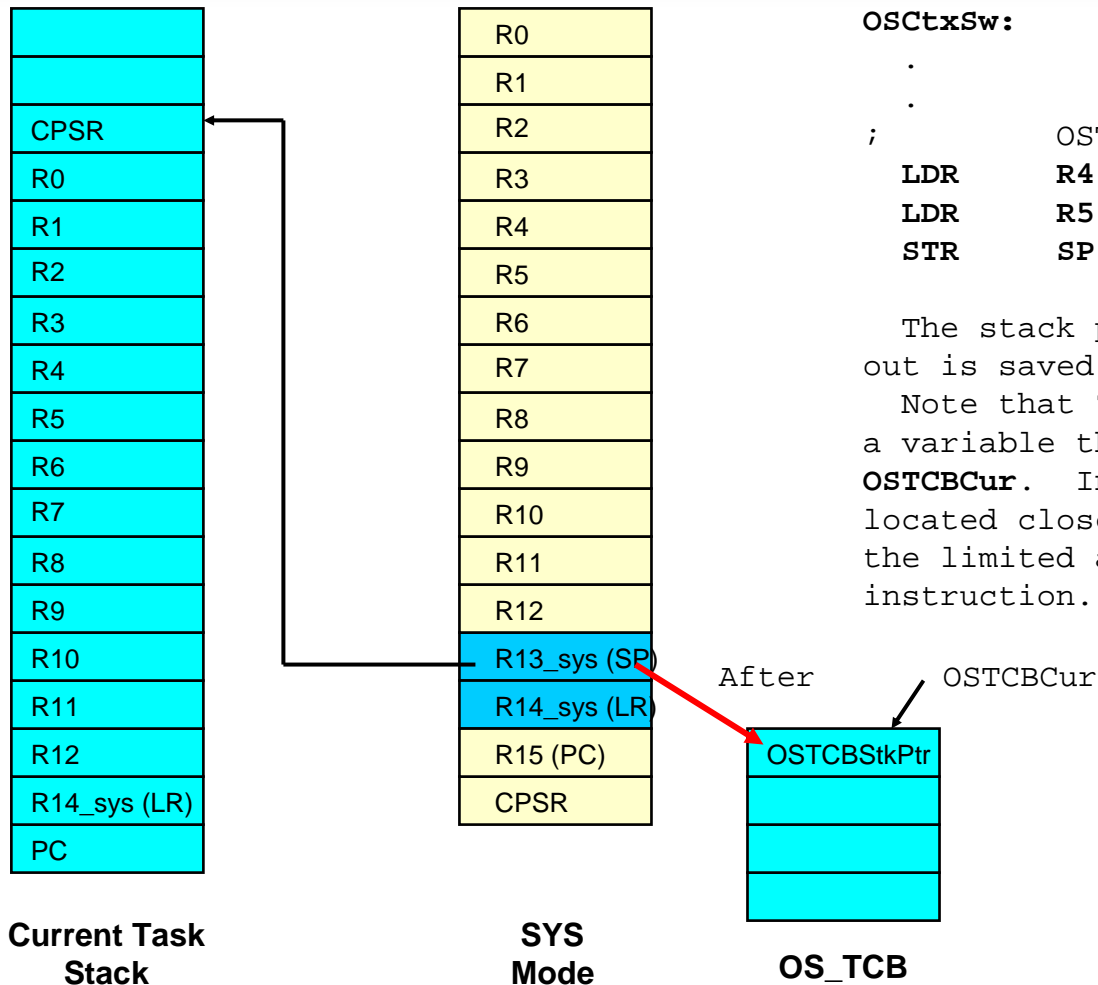 CPSR
R0
R1
R2
R3
R4
R5
R6
R7
R8
R9
R10
R11
R12
R14_sys (LR)
PC
Current Task
Stack
R0
R1
R2
R3
R4
R5
R6
R7
R8
R9
R10
R11
R12
R13_sys (SP)
R14_sys (LR)
R15 (PC)
CPSR
SYS
Mode
OSCtxSw:
.
.
; OST
LDR R4
LDR R5
STR SP
The stack p
out is saved
Note that
a variable th
OSTCBCur. In
located close
the limited a
instruction.
After OSTCBCur
OSTCBStkPtr
OS_TCB